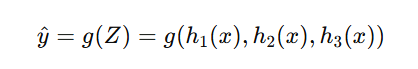 ŷ = g(Z) = g(h₁(x), h₂(x), h₃(x))